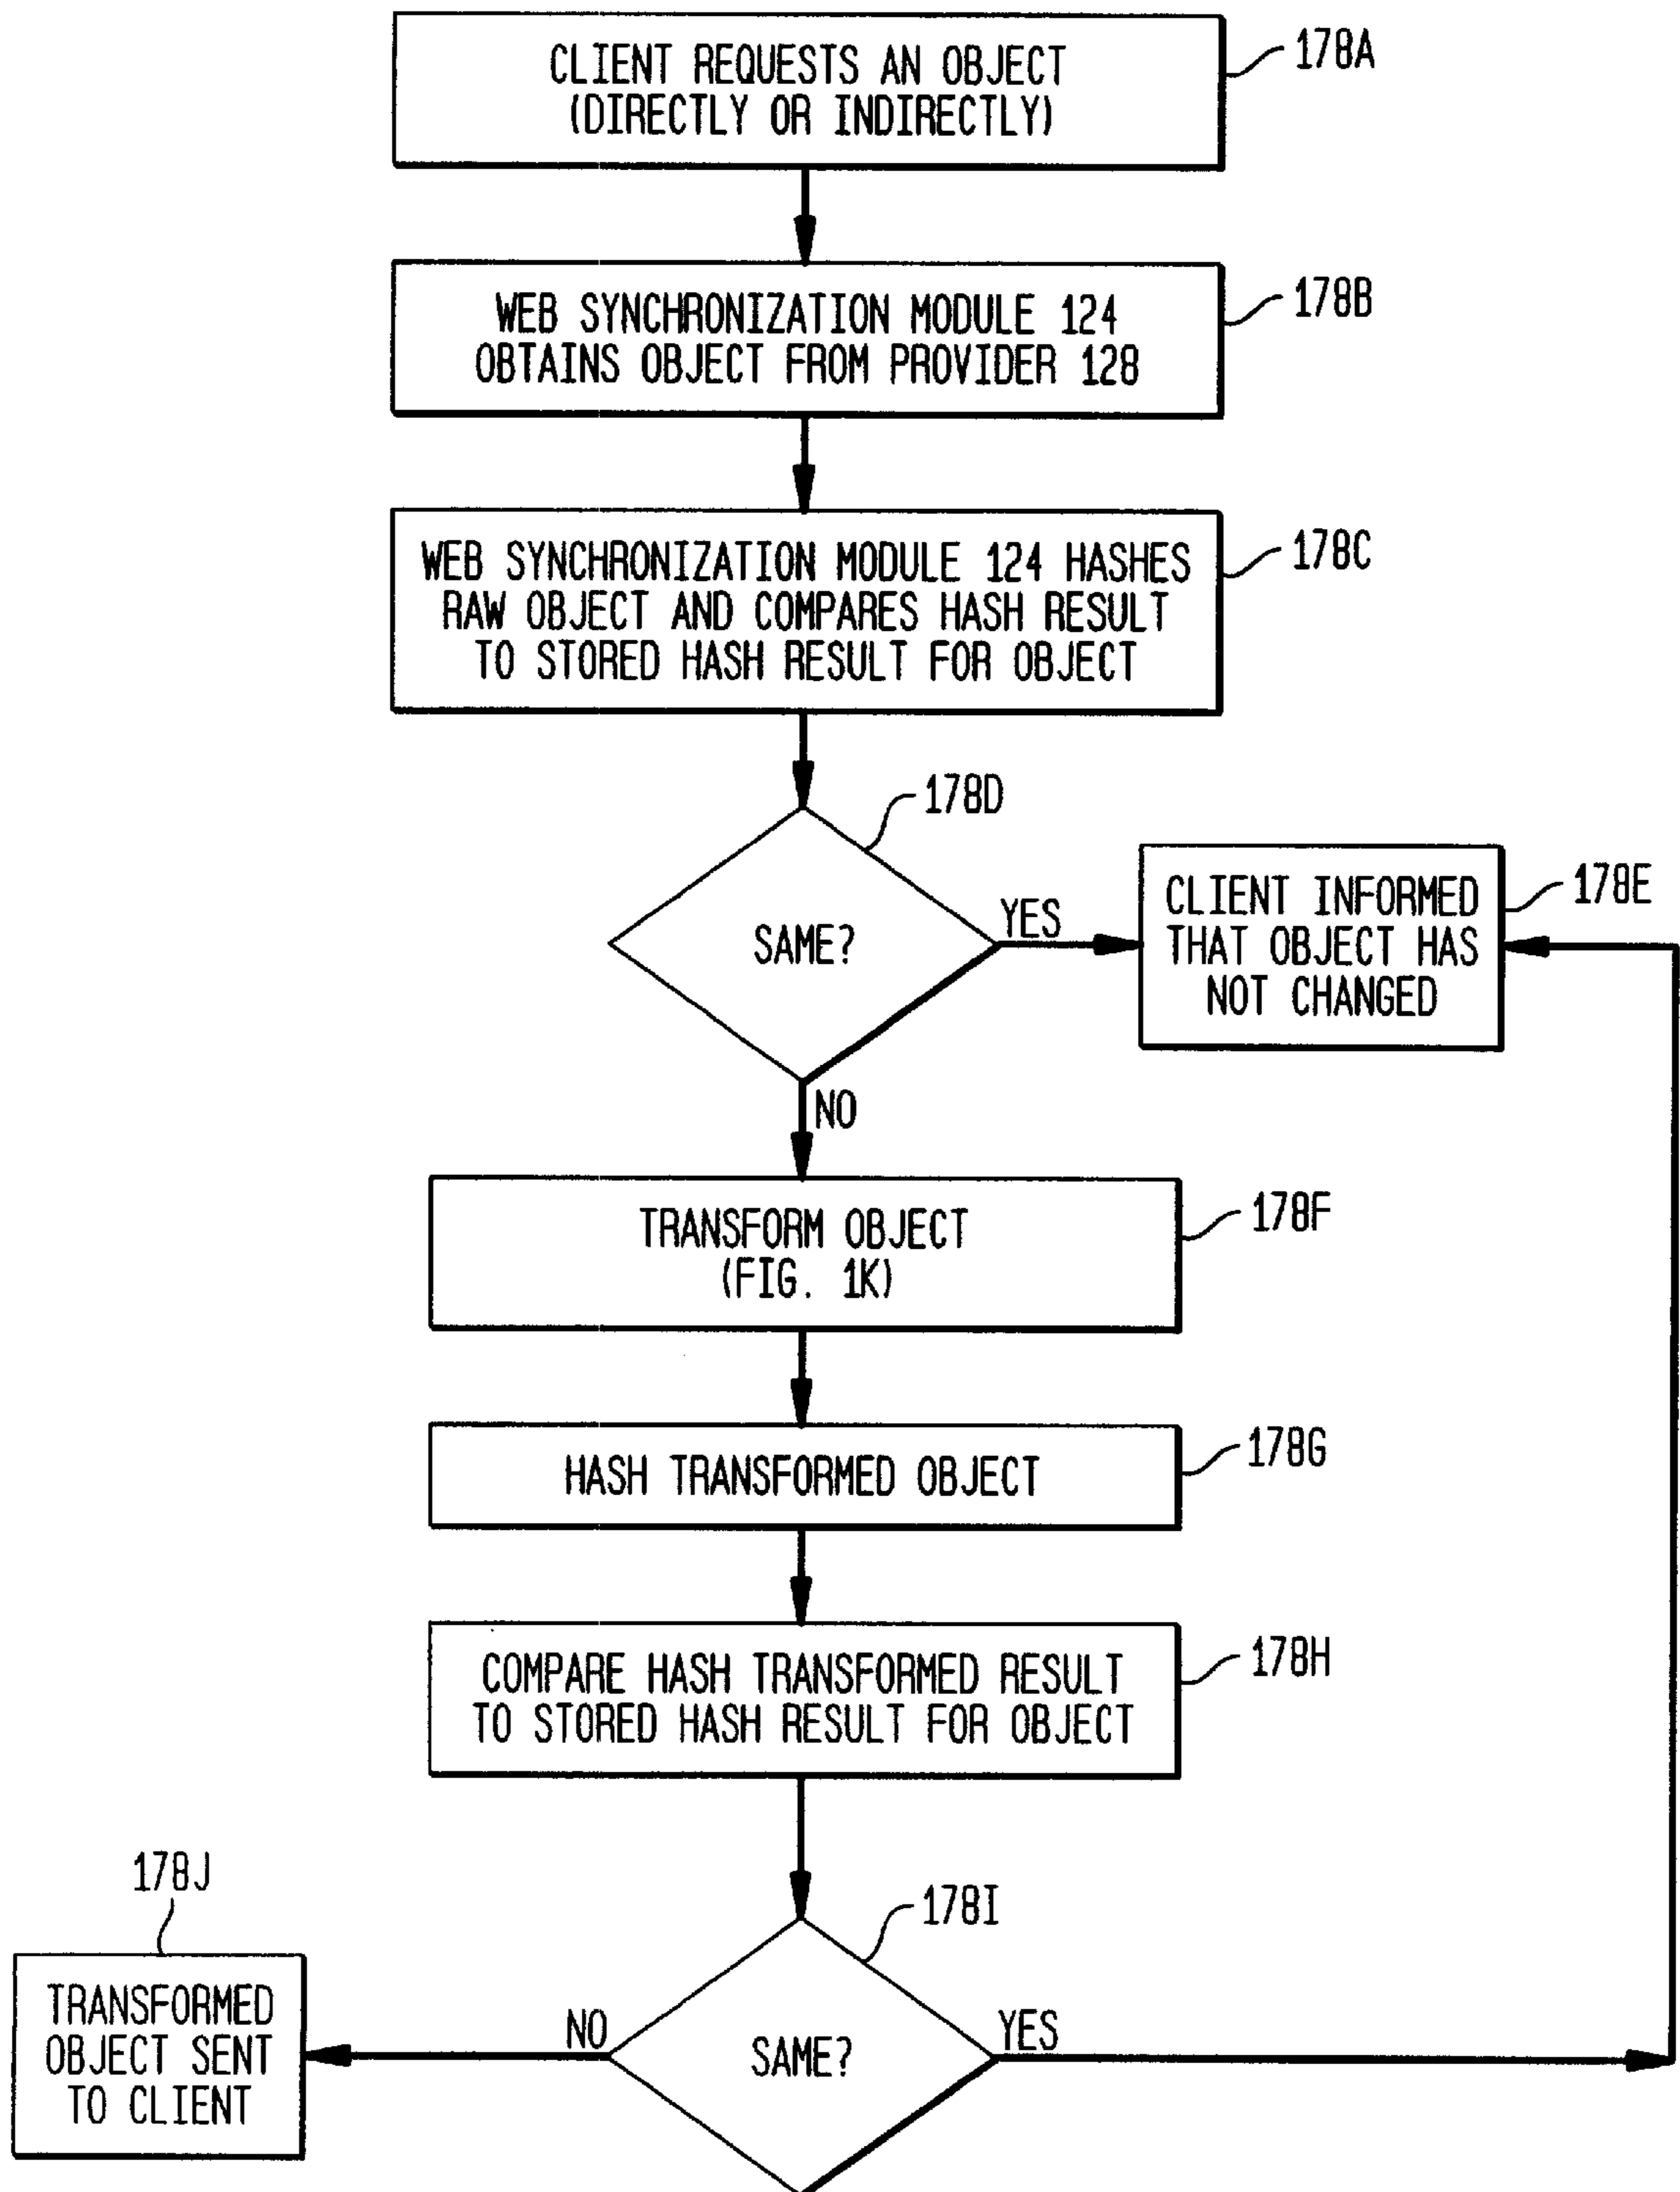 CLIENT REQUESTS AN OBJECT
(DIRECTLY OR INDIRECTLY)
178A
WEB SYNCHRONIZATION MODULE 124
OBTAINS OBJECT FROM PROVIDER 128
178B
WEB SYNCHRONIZATION MODULE 124 HASHES
RAW OBJECT AND COMPARES HASH RESULT
TO STORED HASH RESULT FOR OBJECT
178C
178D
SAME?
YES
CLIENT INFORMED
THAT OBJECT HAS
NOT CHANGED
178E
NO
TRANSFORM OBJECT
(FIG. 1K)
178F
HASH TRANSFORMED OBJECT
178G
COMPARE HASH TRANSFORMED RESULT
TO STORED HASH RESULT FOR OBJECT
178H
178I
SAME?
YES
NO
178J
TRANSFORMED
OBJECT SENT
TO CLIENT